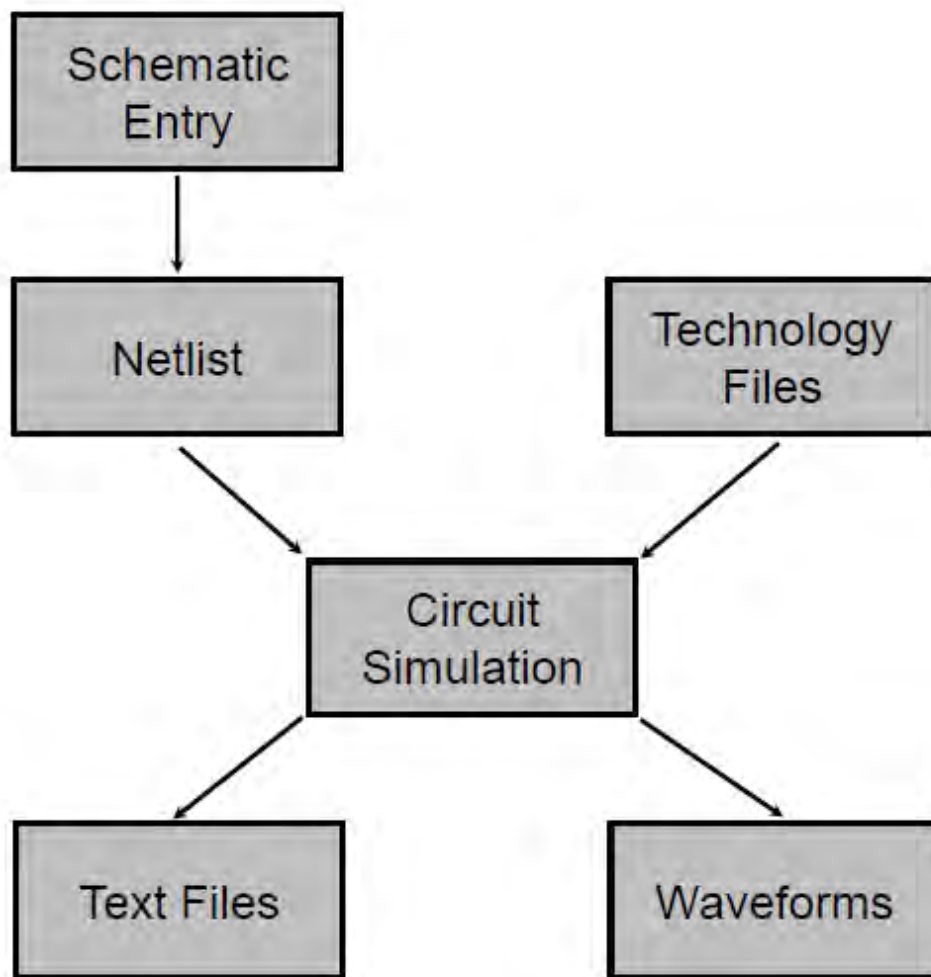 Schematic
Entry
Netlist
Technology
Files
Circuit
Simulation
Text Files
Waveforms